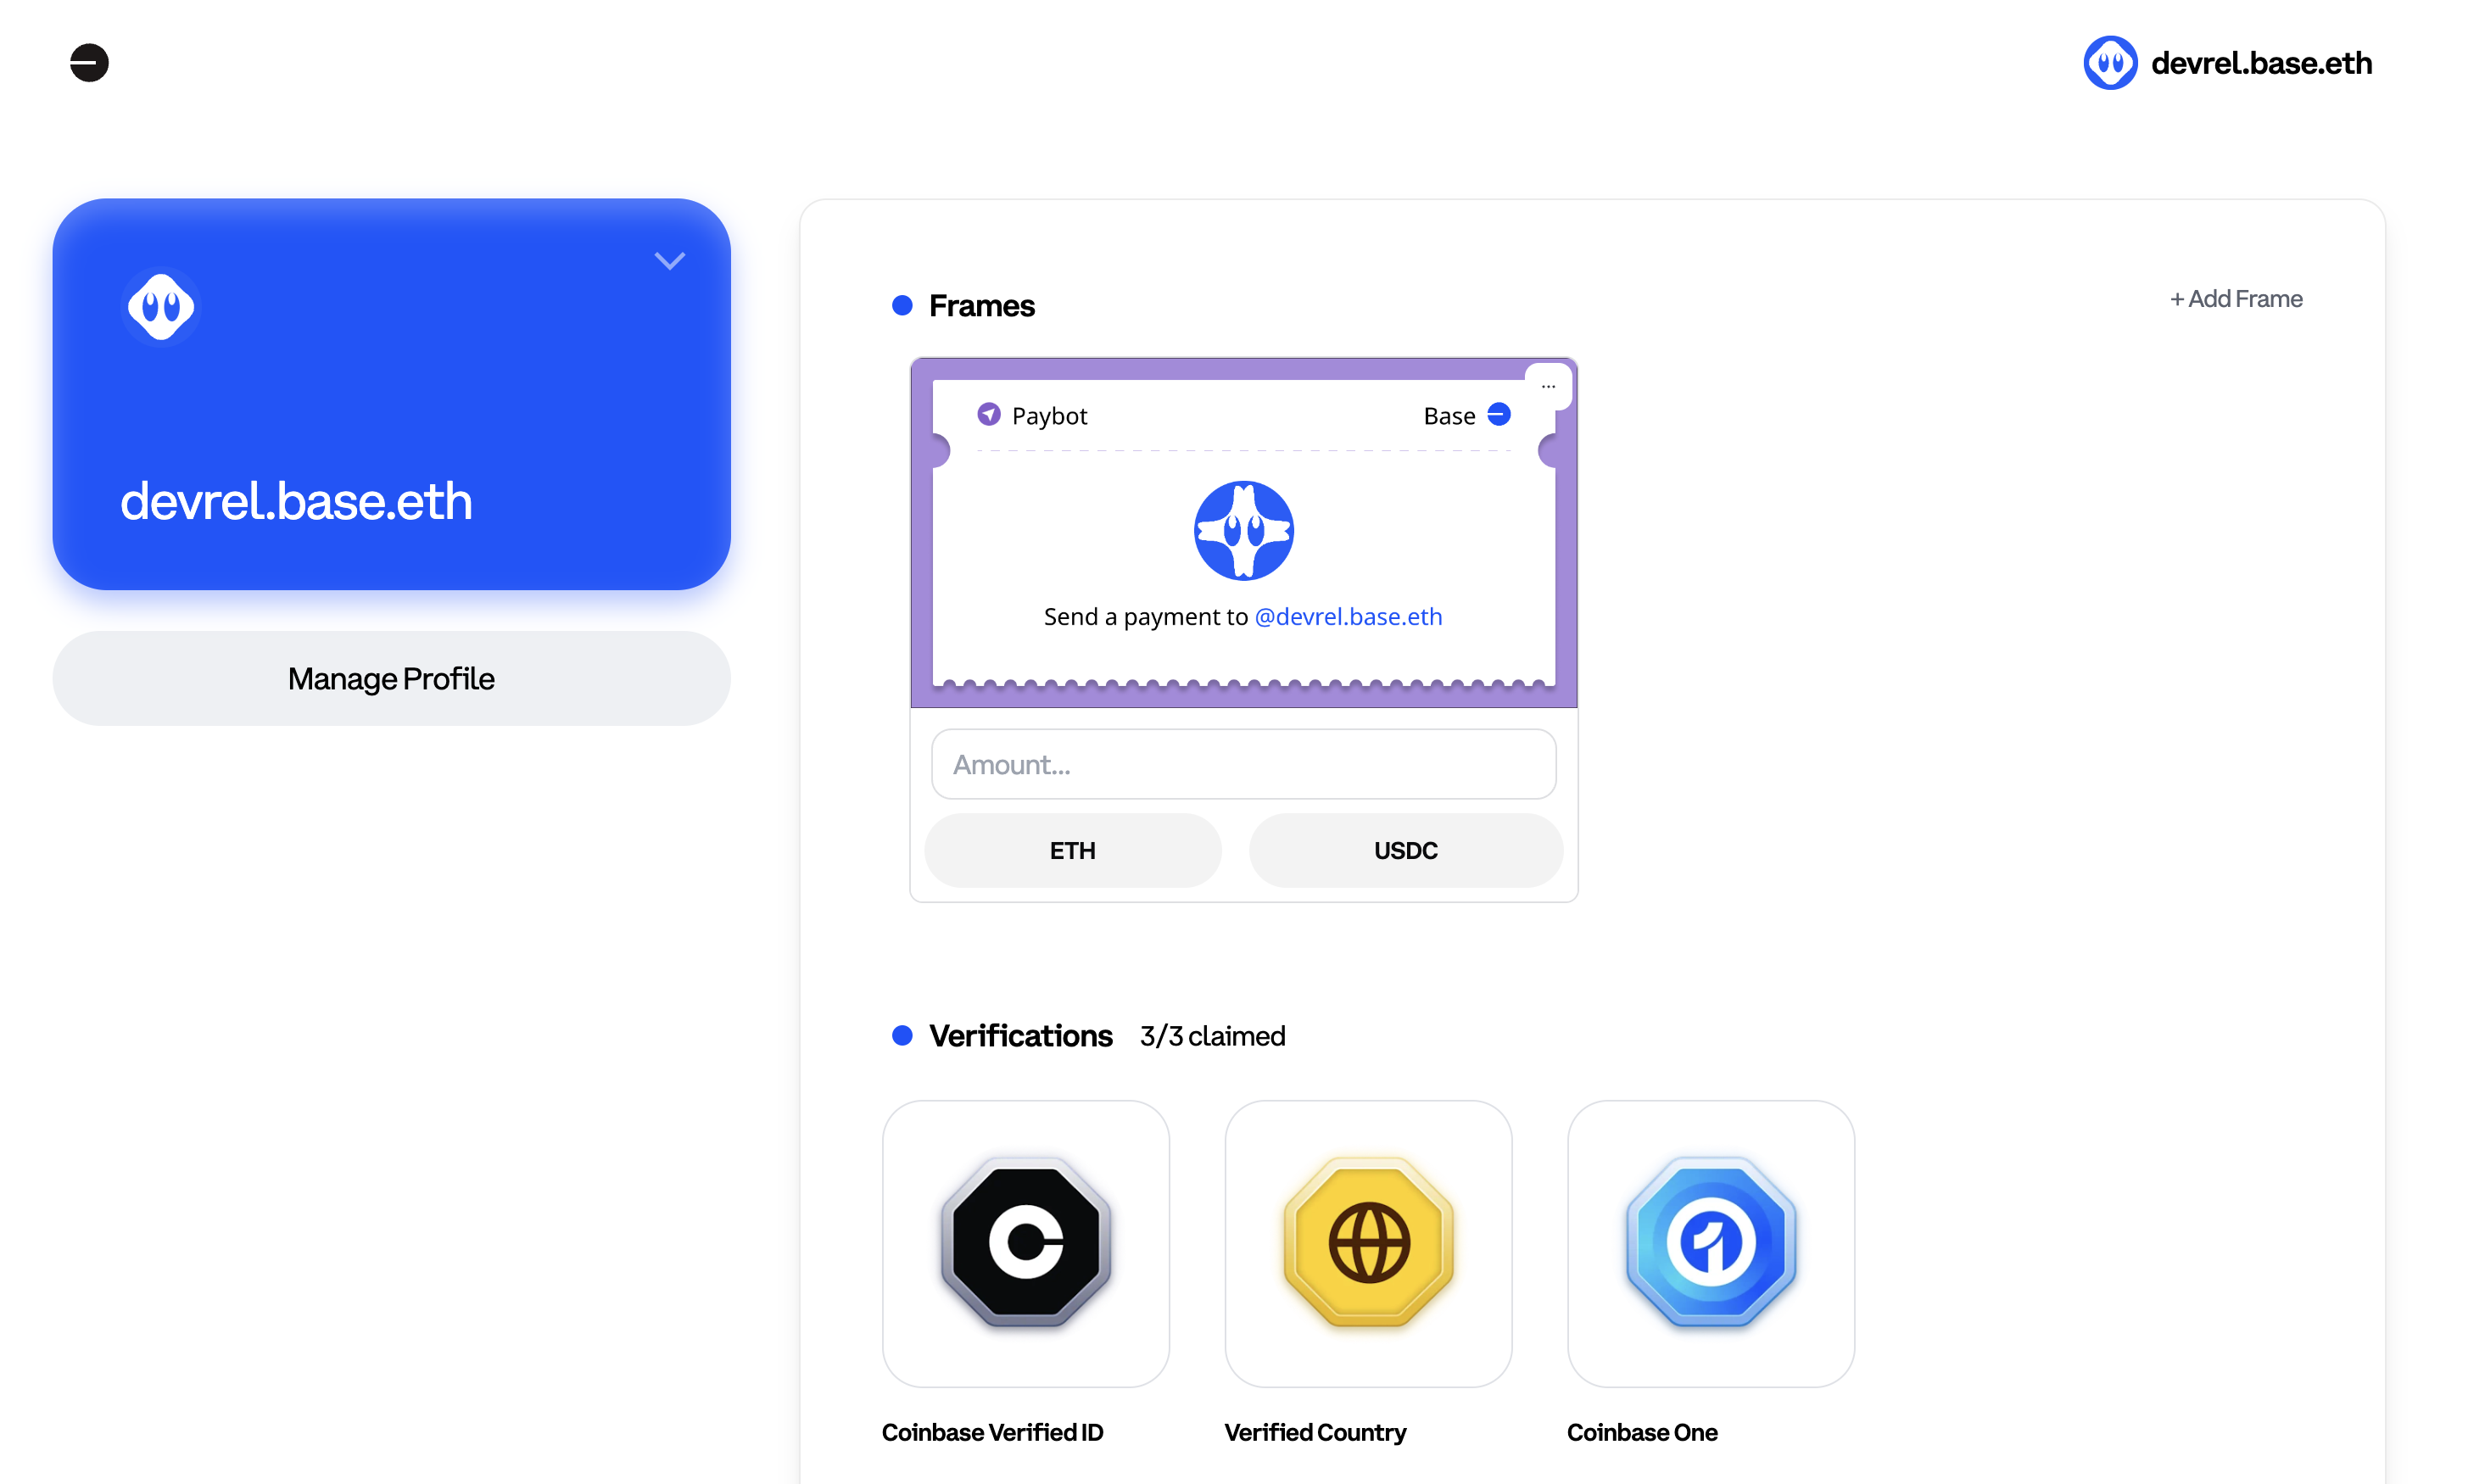 devrel.base.eth
devrel.base.eth
Manage Profile
Frames
+ Add Frame
...
Paybot
Base
Send a payment to @devrel.base.eth
Amount...
ETH
USDC
Verifications 3/3 claimed
Coinbase Verified ID
Verified Country
Coinbase One